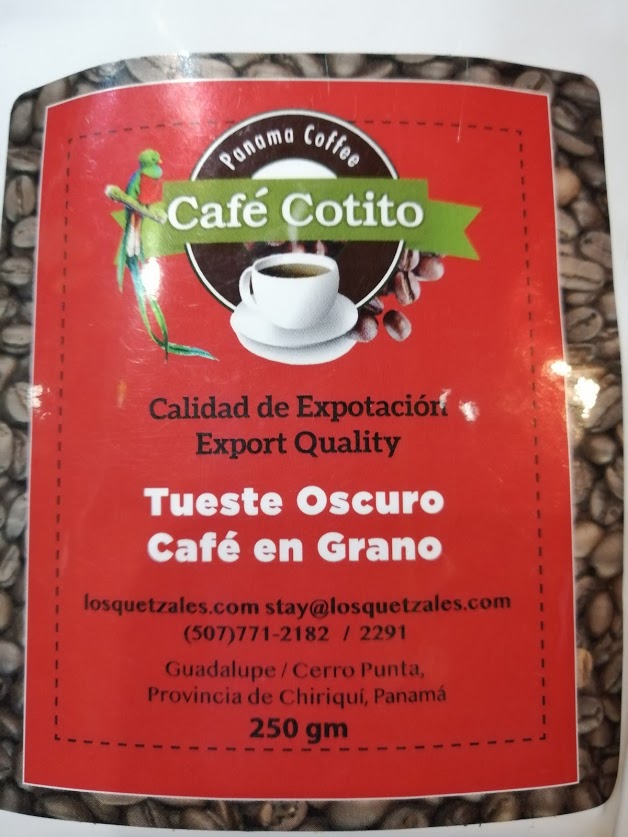 Panama Coffee
Café Cotito
Calidad de Expotación
Export Quality
Tueste Oscuro
Café en Grano
losquetzales.com stay@losquetzales.com
(507)771-2182 / 2291
Guadalupe / Cerro Punta,
Provincia de Chiriquí, Panamá
250 gm